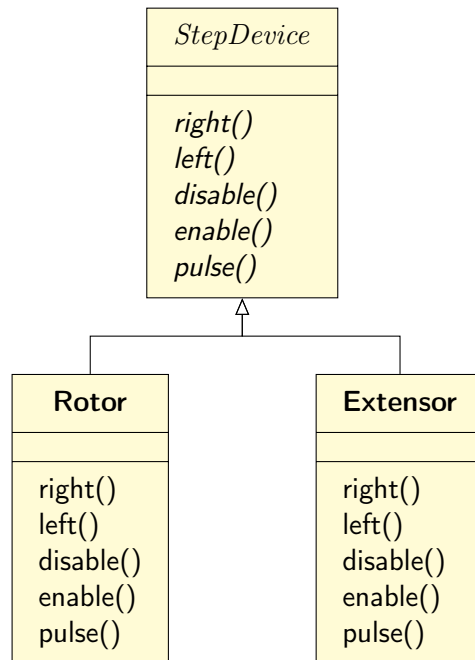 StepDevice
right()
left()
disable()
enable()
pulse()
Rotor
right()
left()
disable()
enable()
pulse()
Extensor
right()
left()
disable()
enable()
pulse()